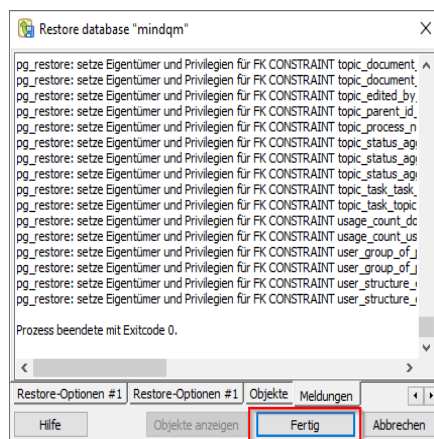 Restore database "mindqm"
pg_restore: setze Eigentümer und Privilegien für FK CONSTRAINT topic_document_
pg_restore: setze Eigentümer und Privilegien für FK CONSTRAINT topic_document_
pg_restore: setze Eigentümer und Privilegien für FK CONSTRAINT topic_edited_by_
pg_restore: setze Eigentümer und Privilegien für FK CONSTRAINT topic_parent_id_
pg_restore: setze Eigentümer und Privilegien für FK CONSTRAINT topic_process_n
pg_restore: setze Eigentümer und Privilegien für FK CONSTRAINT topic_status_ag
pg_restore: setze Eigentümer und Privilegien für FK CONSTRAINT topic_status_ag
pg_restore: setze Eigentümer und Privilegien für FK CONSTRAINT topic_status_ag
pg_restore: setze Eigentümer und Privilegien für FK CONSTRAINT topic_task_task_
pg_restore: setze Eigentümer und Privilegien für FK CONSTRAINT topic_task_topic
pg_restore: setze Eigentümer und Privilegien für FK CONSTRAINT usage_count_do
pg_restore: setze Eigentümer und Privilegien für FK CONSTRAINT usage_count_us
pg_restore: setze Eigentümer und Privilegien für FK CONSTRAINT user_group_of_
pg_restore: setze Eigentümer und Privilegien für FK CONSTRAINT user_group_of_
pg_restore: setze Eigentümer und Privilegien für FK CONSTRAINT user_structure_
pg_restore: setze Eigentümer und Privilegien für FK CONSTRAINT user_structure_
Prozess beendete mit Exitcode 0.
Restore-Optionen #1 Restore-Optionen #1 Objekte Meldungen
Hilfe Objekte anzeigen Fertig Abbrechen